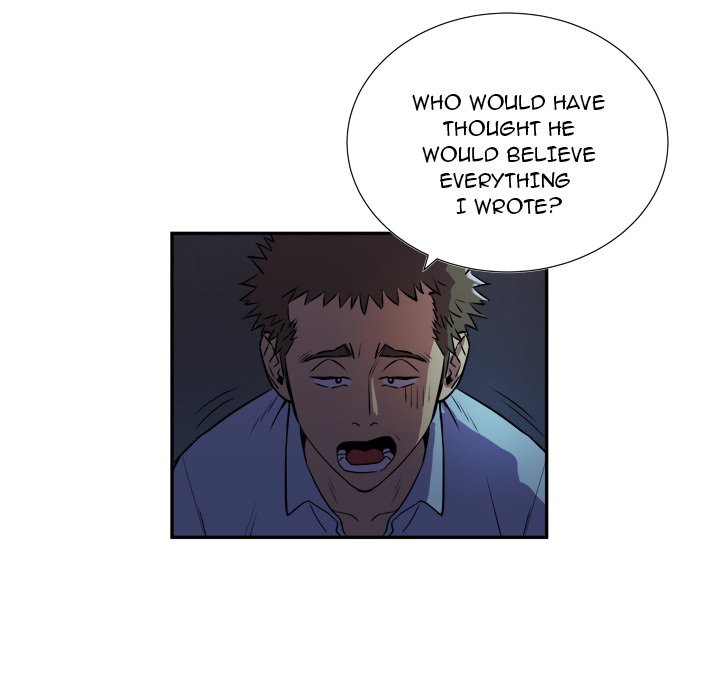 WHO WOULD HAVE
THOUGHT HE
WOULD BELIEVE
EVERYTHING
I WROTE?